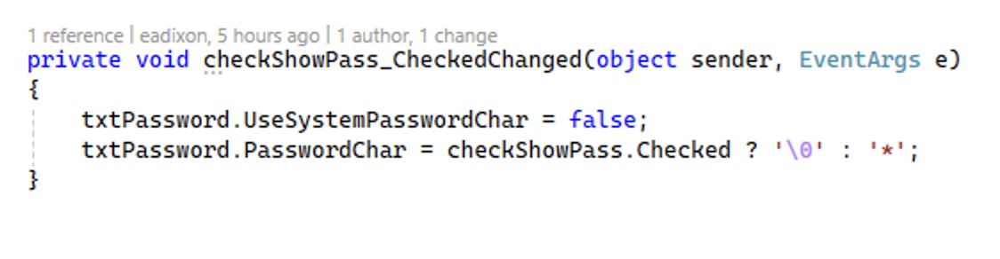 1 reference | eadixon, 5 hours ago | 1 author, 1 change
private void checkShowPass_CheckedChanged(object sender, EventArgs e)
{
    txtPassword.UseSystemPasswordChar = false;
    txtPassword.PasswordChar = checkShowPass.Checked ? '\0' : '*';
}